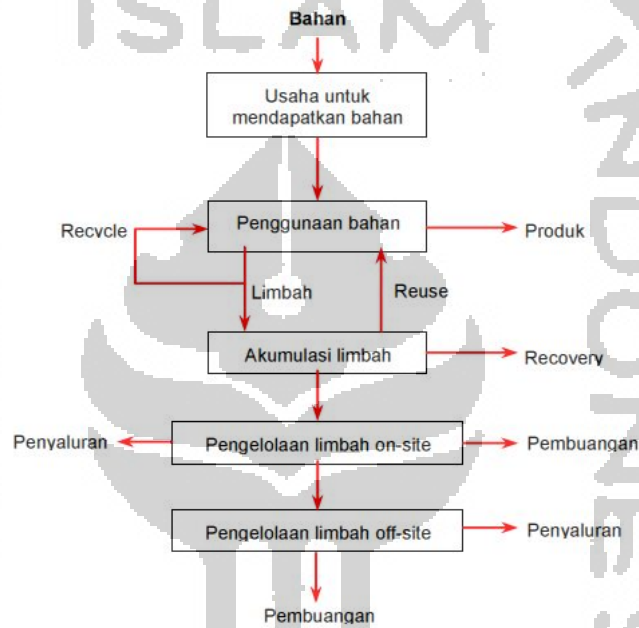 ISLAM
Bahan
Usaha untuk
mendapatkan bahan
Recycle
Penggunaan bahan
Produk
Limbah
Reuse
Akumulasi limbah
Recovery
Penyaluran
Pengelolaan limbah on-site
Pembuangan
Pengelolaan limbah off-site
Penyaluran
Pembuangan